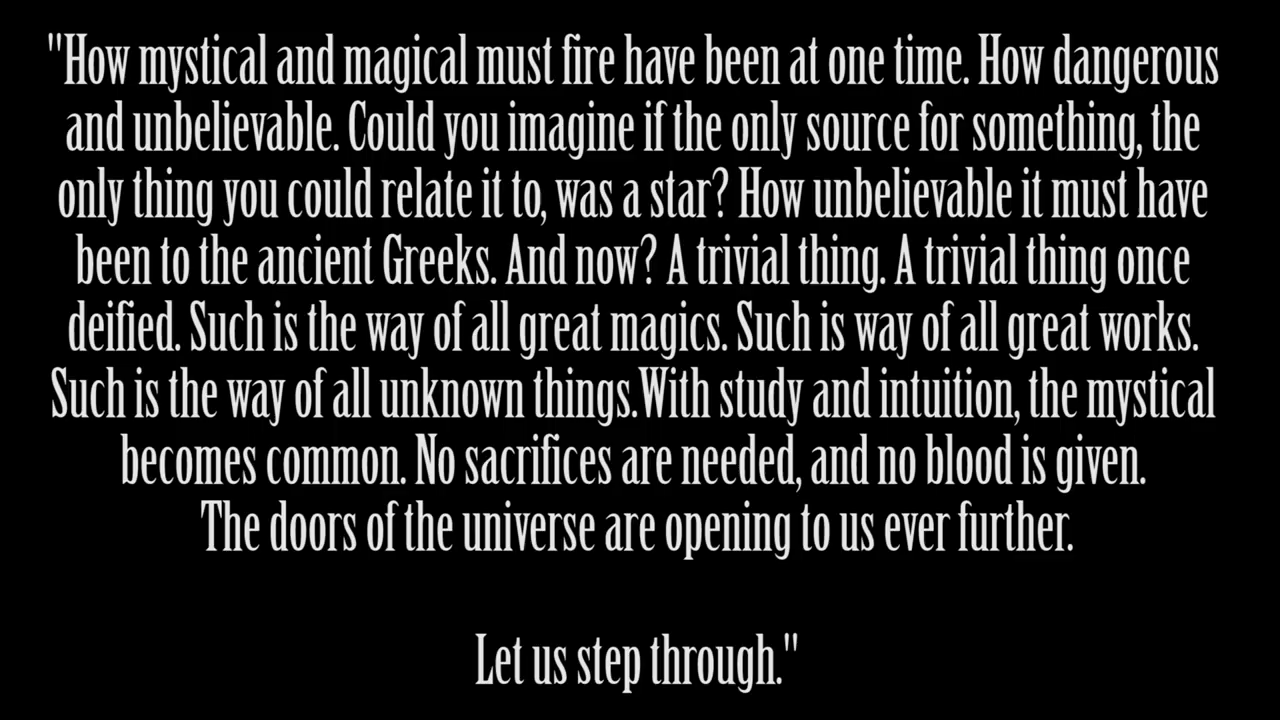 "How mystical and magical must fire have been at one time. How dangerous
and unbelievable. Could you imagine if the only source for something, the
only thing you could relate it to, was a star? How unbelievable it must have
been to the ancient Greeks. And now? A trivial thing. A trivial thing once
deified. Such is the way of all great magics. Such is way of all great works.
Such is the way of all unknown things.With study and intuition, the mystical
becomes common. No sacrifices are needed, and no blood is given.
The doors of the universe are opening to us ever further.
Let us step through."